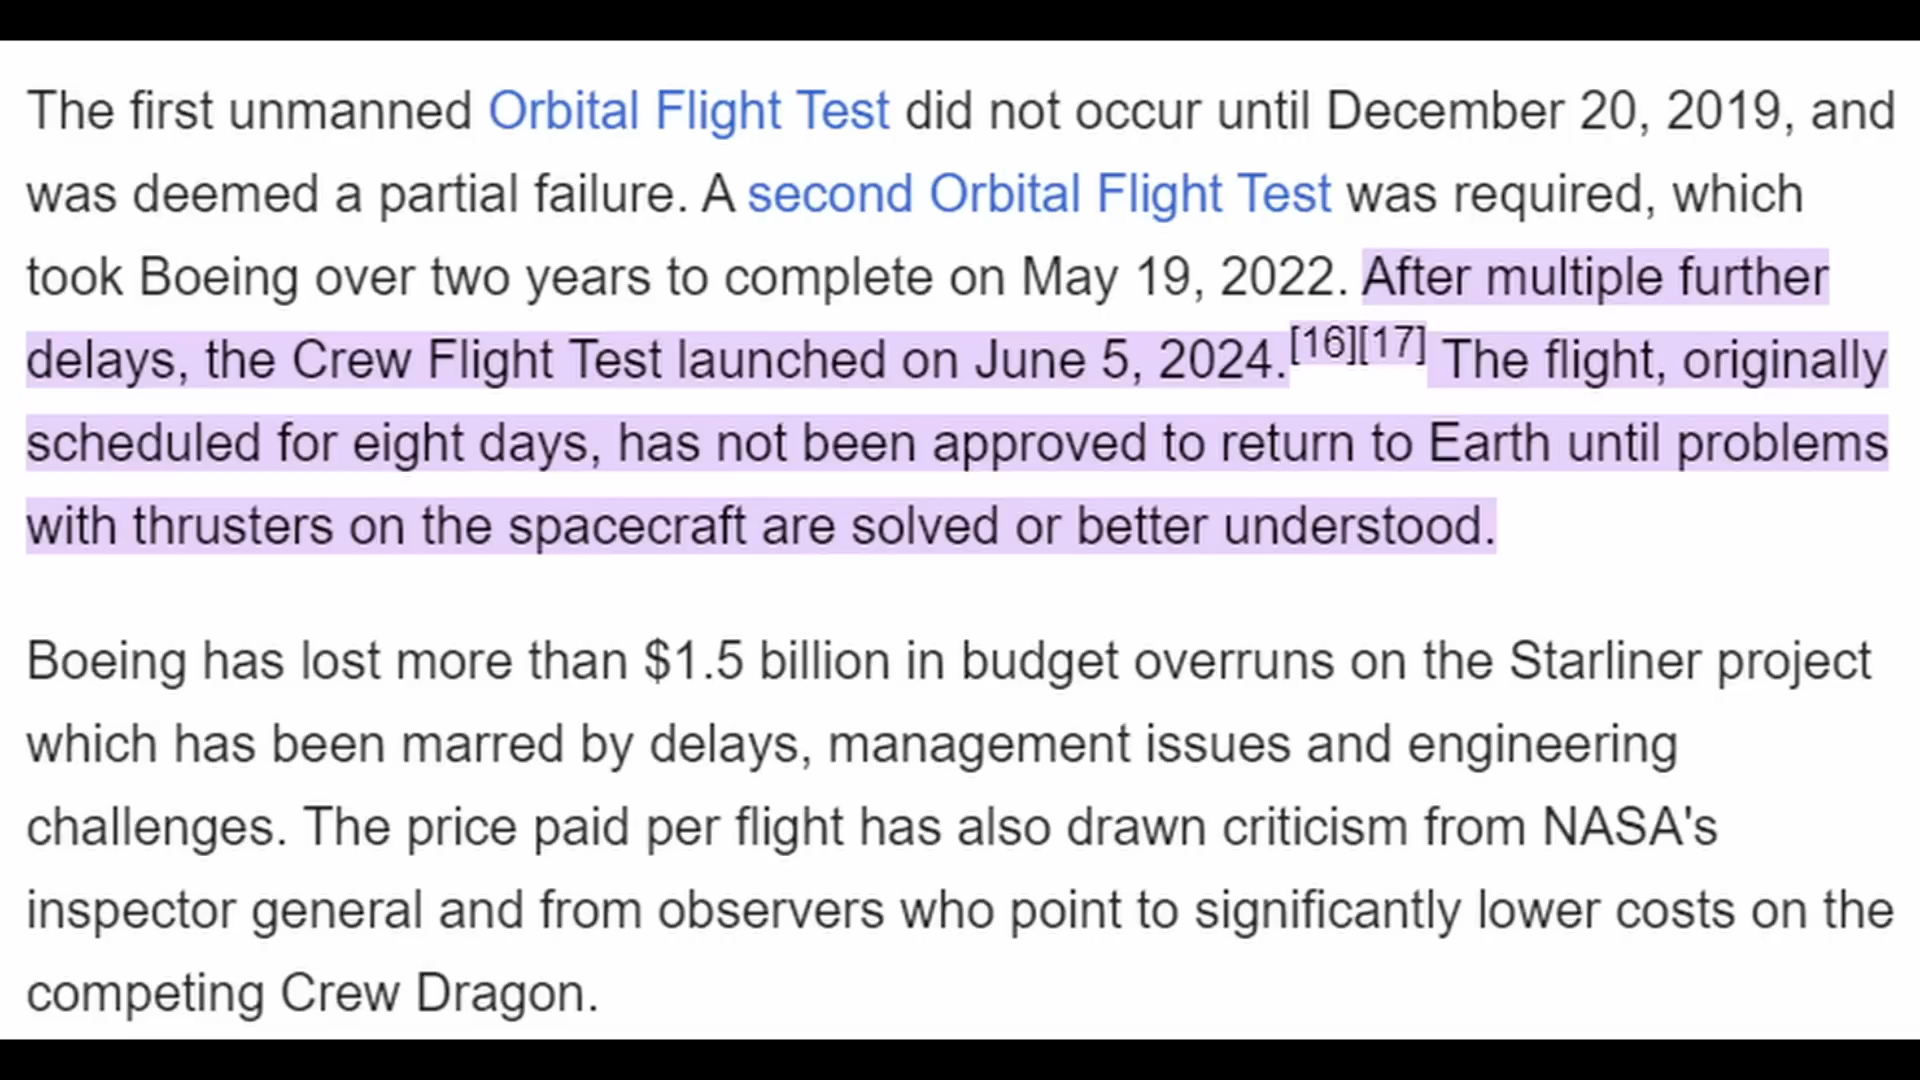 The first unmanned Orbital Flight Test did not occur until December 20, 2019, and
was deemed a partial failure. A second Orbital Flight Test was required, which
took Boeing over two years to complete on May 19, 2022. After multiple further
delays, the Crew Flight Test launched on June 5, 2024.[16][17] The flight, originally
scheduled for eight days, has not been approved to return to Earth until problems
with thrusters on the spacecraft are solved or better understood.
Boeing has lost more than $1.5 billion in budget overruns on the Starliner project
which has been marred by delays, management issues and engineering
challenges. The price paid per flight has also drawn criticism from NASA's
inspector general and from observers who point to significantly lower costs on the
competing Crew Dragon.